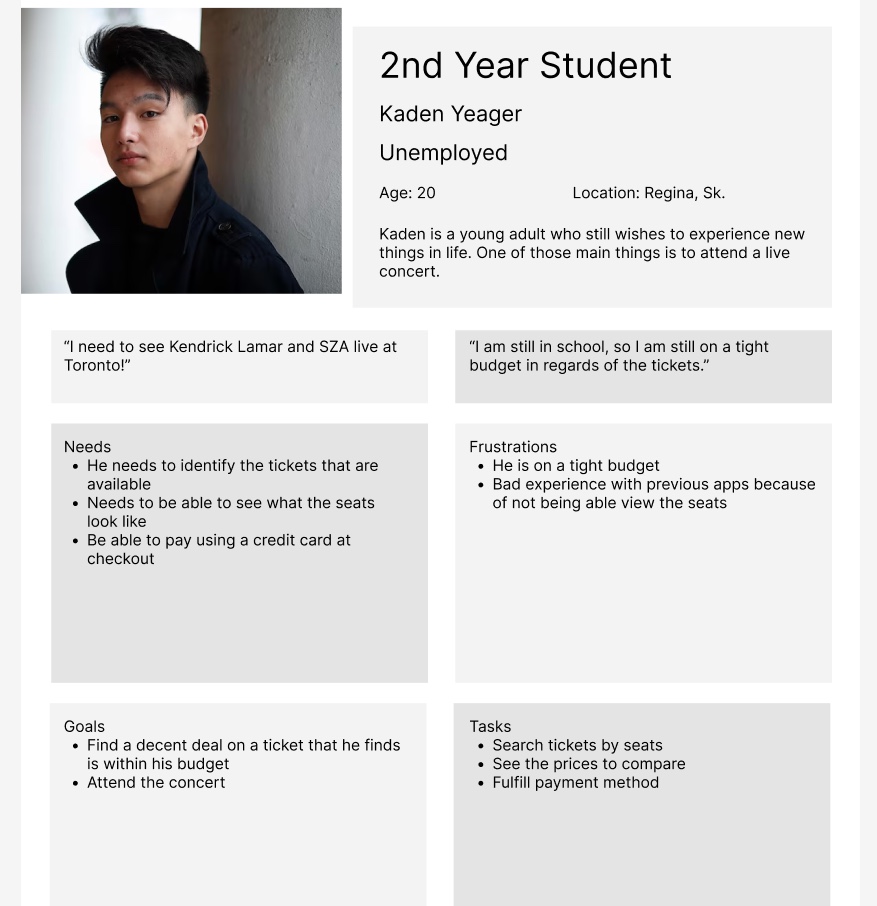 2nd Year Student
Kaden Yeager
Unemployed
Age: 20
Location: Regina, Sk.
Kaden is a young adult who still wishes to experience new
things in life. One of those main things is to attend a live
concert.
“I need to see Kendrick Lamar and SZA live at
Toronto!”
“I am still in school, so I am still on a tight
budget in regards of the tickets.”
Needs
• He needs to identify the tickets that are
available
• Needs to be able to see what the seats
look like
• Be able to pay using a credit card at
checkout
Frustrations
• He is on a tight budget
• Bad experience with previous apps because
of not being able view the seats
Goals
• Find a decent deal on a ticket that he finds
is within his budget
• Attend the concert
Tasks
• Search tickets by seats
• See the prices to compare
• Fulfill payment method